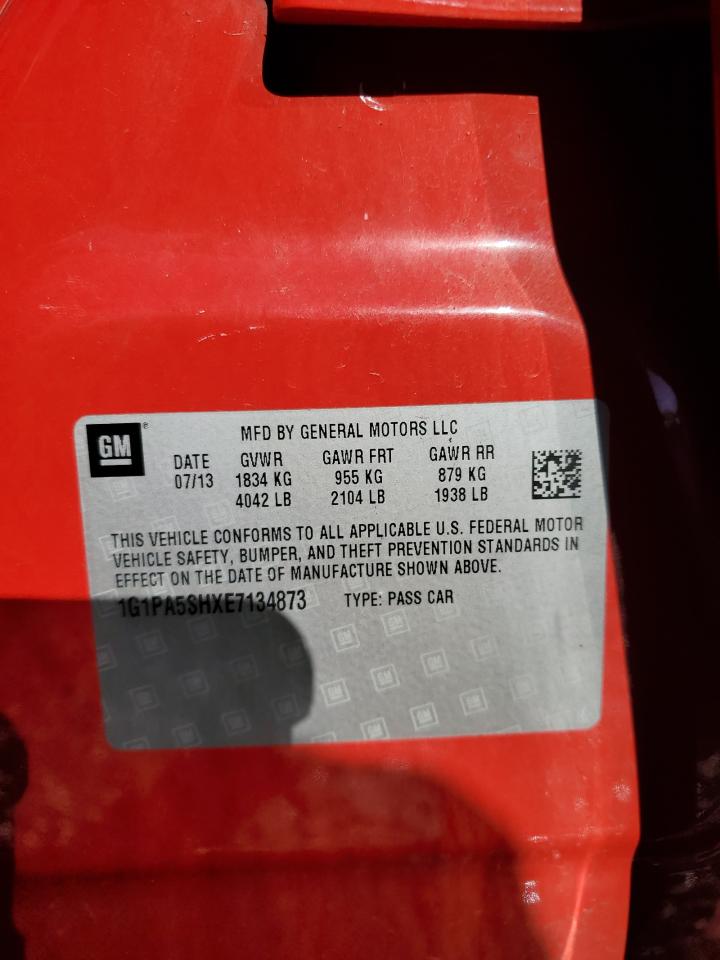 GM ®
MFD BY GENERAL MOTORS LLC
DATE GVWR GAWR FRT GAWR RR
07/13 1834 KG 955 KG 879 KG
4042 LB 2104 LB 1938 LB
THIS VEHICLE CONFORMS TO ALL APPLICABLE U.S. FEDERAL MOTOR
VEHICLE SAFETY, BUMPER, AND THEFT PREVENTION STANDARDS IN
EFFECT ON THE DATE OF MANUFACTURE SHOWN ABOVE.
1G1PA5SHXE7134873 TYPE: PASS CAR